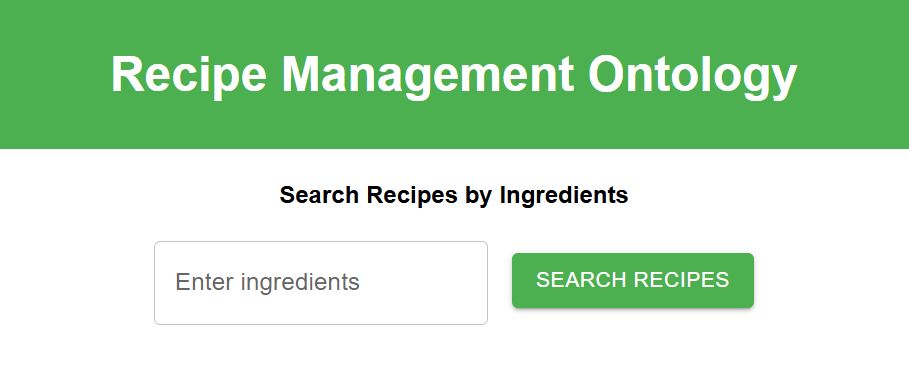 Recipe Management Ontology
Search Recipes by Ingredients
Enter ingredients
SEARCH RECIPES